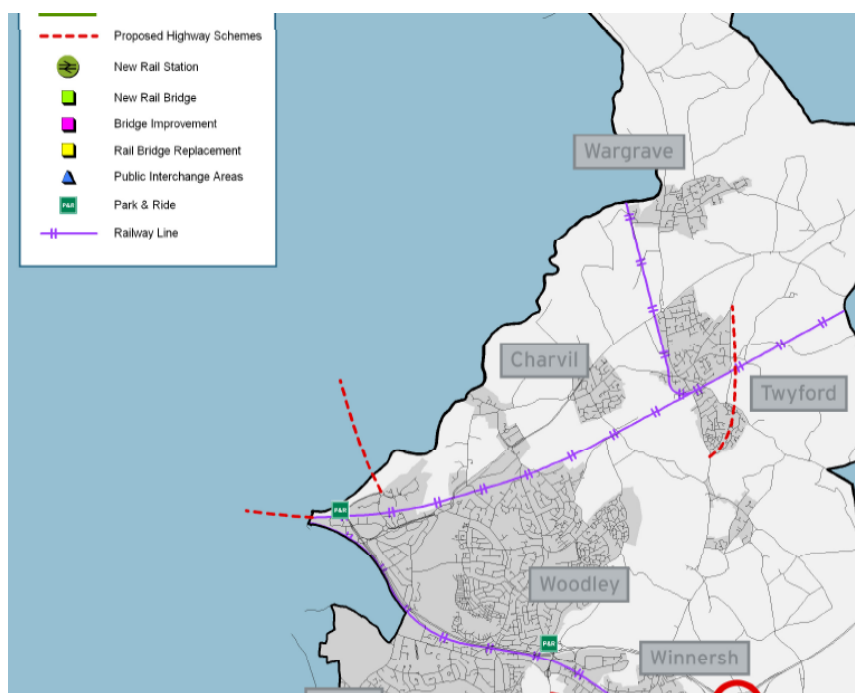 Proposed Highway Schemes
New Rail Station
New Rail Bridge
Bridge Improvement
Rail Bridge Replacement
Public Interchange Areas
P&R Park & Ride
Railway Line
Wargrave
Charvil
Twyford
P&R
Woodley
P&R
Winnersh